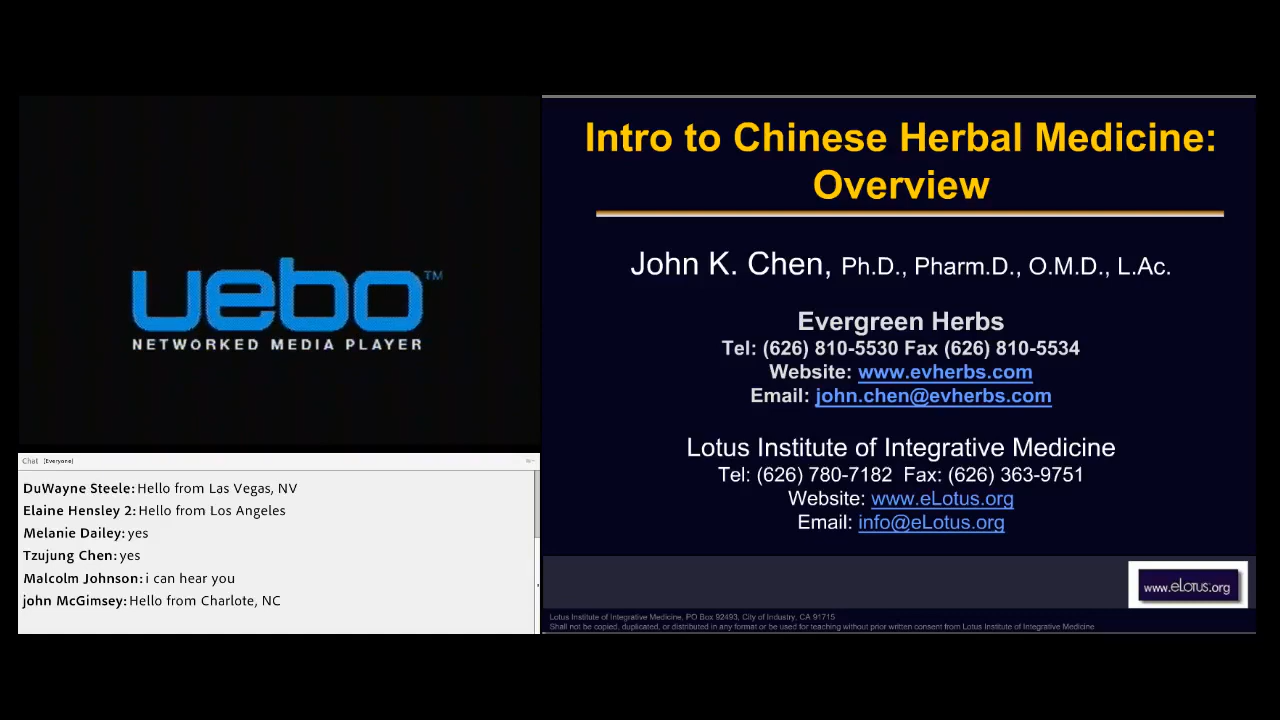 uebo™
NETWORKED MEDIA PLAYER
Chat (Everyone)
DuWayne Steele: Hello from Las Vegas, NV
Elaine Hensley 2: Hello from Los Angeles
Melanie Dailey: yes
Tzujung Chen: yes
Malcolm Johnson: i can hear you
john McGimsey: Hello from Charlote, NC
Intro to Chinese Herbal Medicine:
Overview
John K. Chen, Ph.D., Pharm.D., O.M.D., L.Ac.
Evergreen Herbs
Tel: (626) 810-5530 Fax (626) 810-5534
Website: www.evherbs.com
Email: john.chen@evherbs.com
Lotus Institute of Integrative Medicine
Tel: (626) 780-7182 Fax: (626) 363-9751
Website: www.eLotus.org
Email: info@eLotus.org
www.eLotus.org
Lotus Institute of Integrative Medicine, PO Box 92493, City of Industry, CA 91715
Shall not be copied, duplicated, or distributed in any format or be used for teaching without prior written consent from Lotus Institute of Integrative Medicine